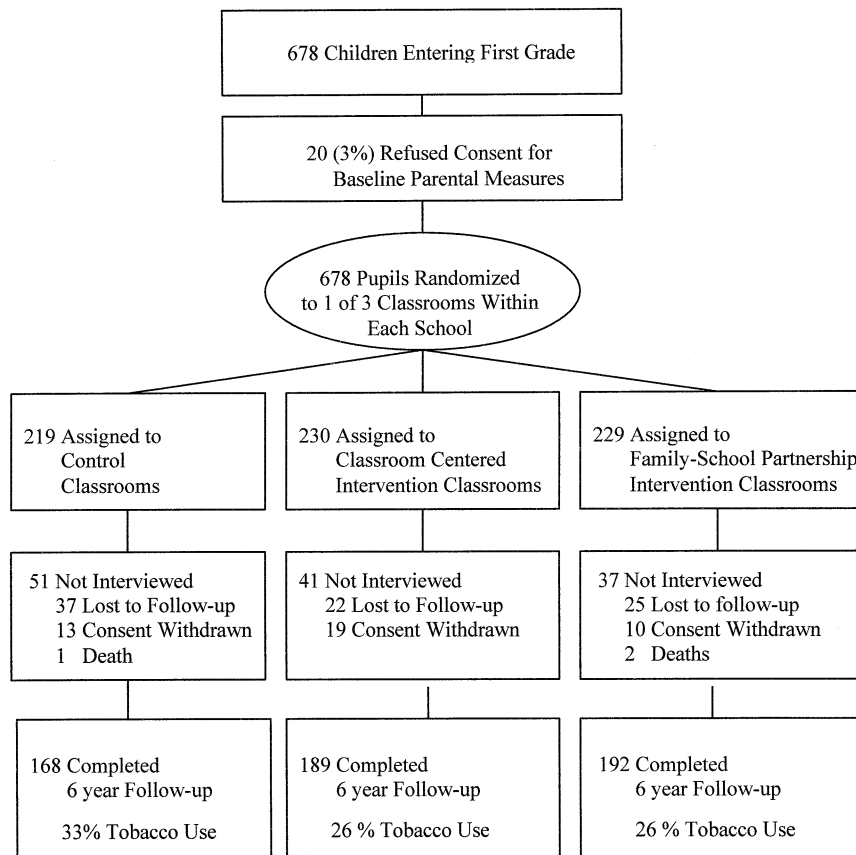 678 Children Entering First Grade
20 (3%) Refused Consent for
Baseline Parental Measures
678 Pupils Randomized
to 1 of 3 Classrooms Within
Each School
219 Assigned to
Control
Classrooms
230 Assigned to
Classroom Centered
Intervention Classrooms
229 Assigned to
Family-School Partnership
Intervention Classrooms
51 Not Interviewed
37 Lost to Follow-up
13 Consent Withdrawn
1 Death
41 Not Interviewed
22 Lost to Follow-up
19 Consent Withdrawn
37 Not Interviewed
25 Lost to follow-up
10 Consent Withdrawn
2 Deaths
168 Completed
6 year Follow-up
33% Tobacco Use
189 Completed
6 year Follow-up
26 % Tobacco Use
192 Completed
6 year Follow-up
26 % Tobacco Use